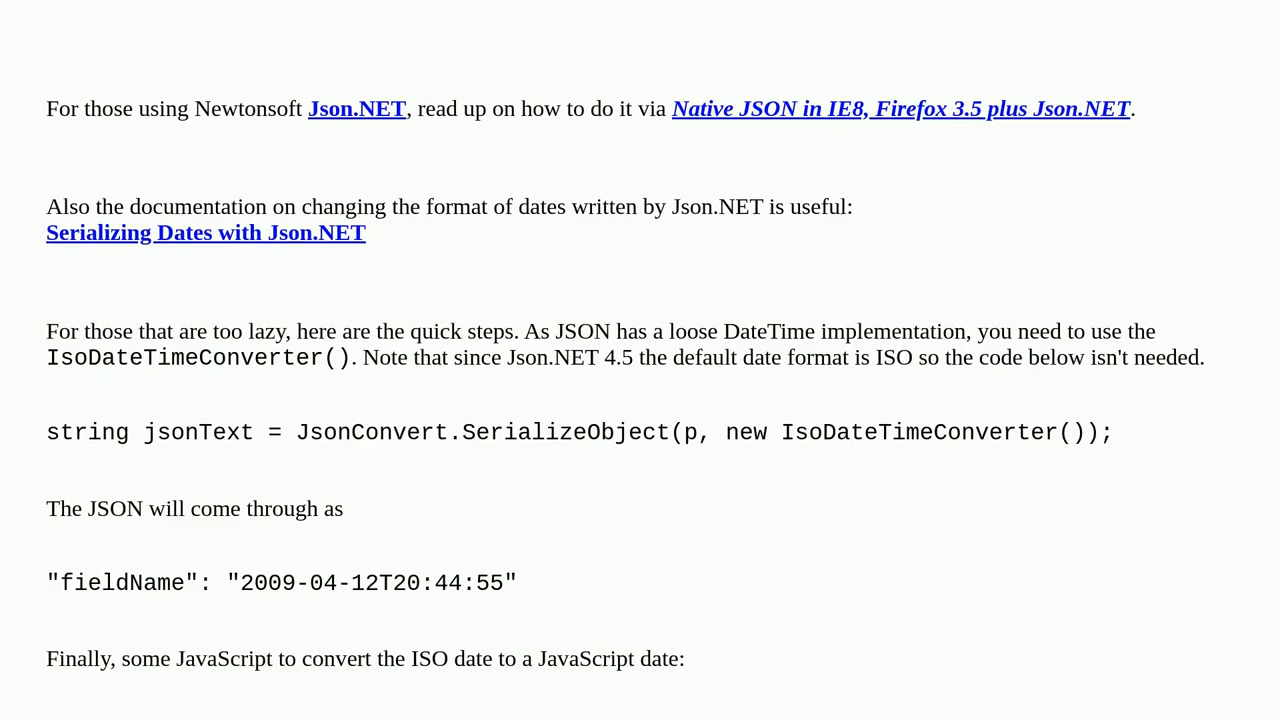 For those using Newtonsoft Json.NET, read up on how to do it via Native JSON in IE8, Firefox 3.5 plus Json.NET.
Also the documentation on changing the format of dates written by Json.NET is useful:
Serializing Dates with Json.NET
For those that are too lazy, here are the quick steps. As JSON has a loose DateTime implementation, you need to use the
IsoDateTimeConverter(). Note that since Json.NET 4.5 the default date format is ISO so the code below isn't needed.
string jsonText = JsonConvert.SerializeObject(p, new IsoDateTimeConverter());
The JSON will come through as
"fieldName": "2009-04-12T20:44:55"
Finally, some JavaScript to convert the ISO date to a JavaScript date: